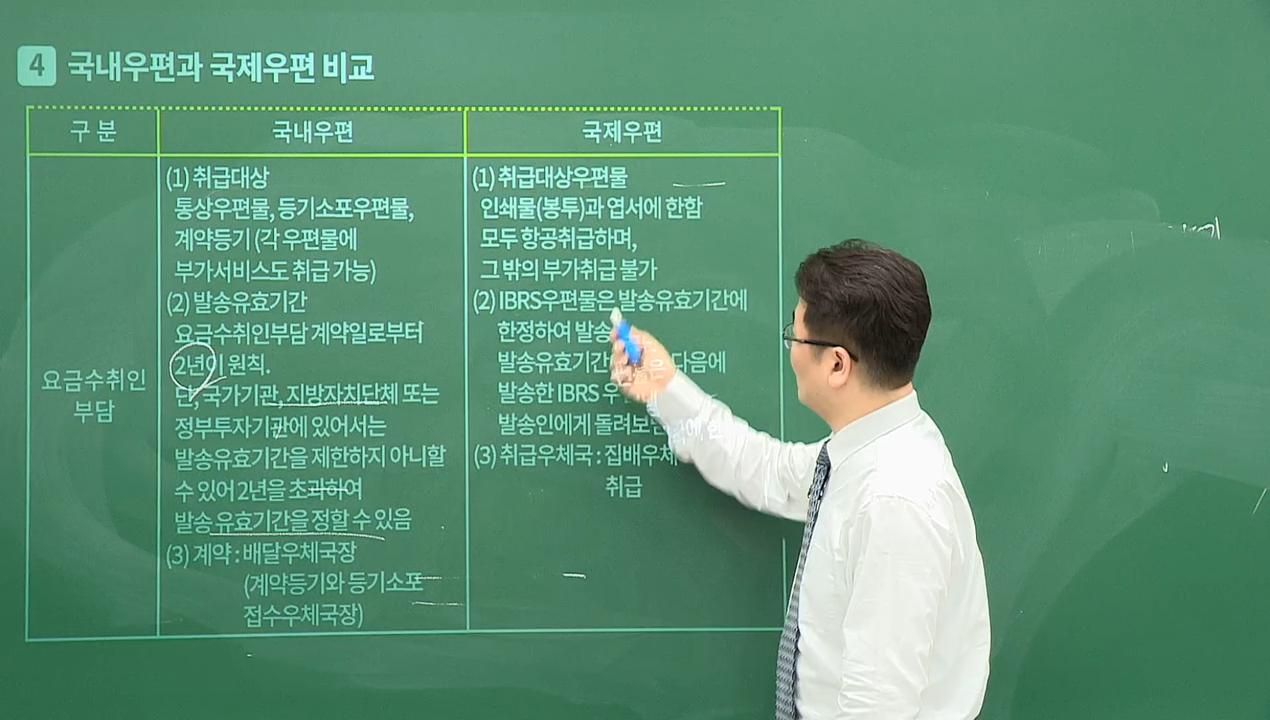 4 국내우편과 국제우편 비교
구 분
국내우편
국제우편
요금수취인
부담
(1) 취급대상
통상우편물, 등기소포우편물,
계약등기 (각 우편물에
부가서비스도 취급 가능)
(2) 발송유효기간
요금수취인부담 계약일로부터
2년이 원칙.
단, 국가기관, 지방자치단체 또는
정부투자기관에 있어서는
발송유효기간을 제한하지 아니할
수 있어 2년을 초과하여
발송 유효기간을 정할 수 있음
(3) 계약 : 배달우체국장
(계약등기와 등기소포
접수우체국장)
(1) 취급대상우편물
인쇄물(봉투)과 엽서에 한함
모두 항공취급하며,
그 밖의 부가취급 불가
(2) IBRS우편물은 발송유효기간에
한정하여 발송
발송유효기간 다음에
발송한 IBRS 우
발송인에게
(3) 취급우체국 : 집배우체
취급